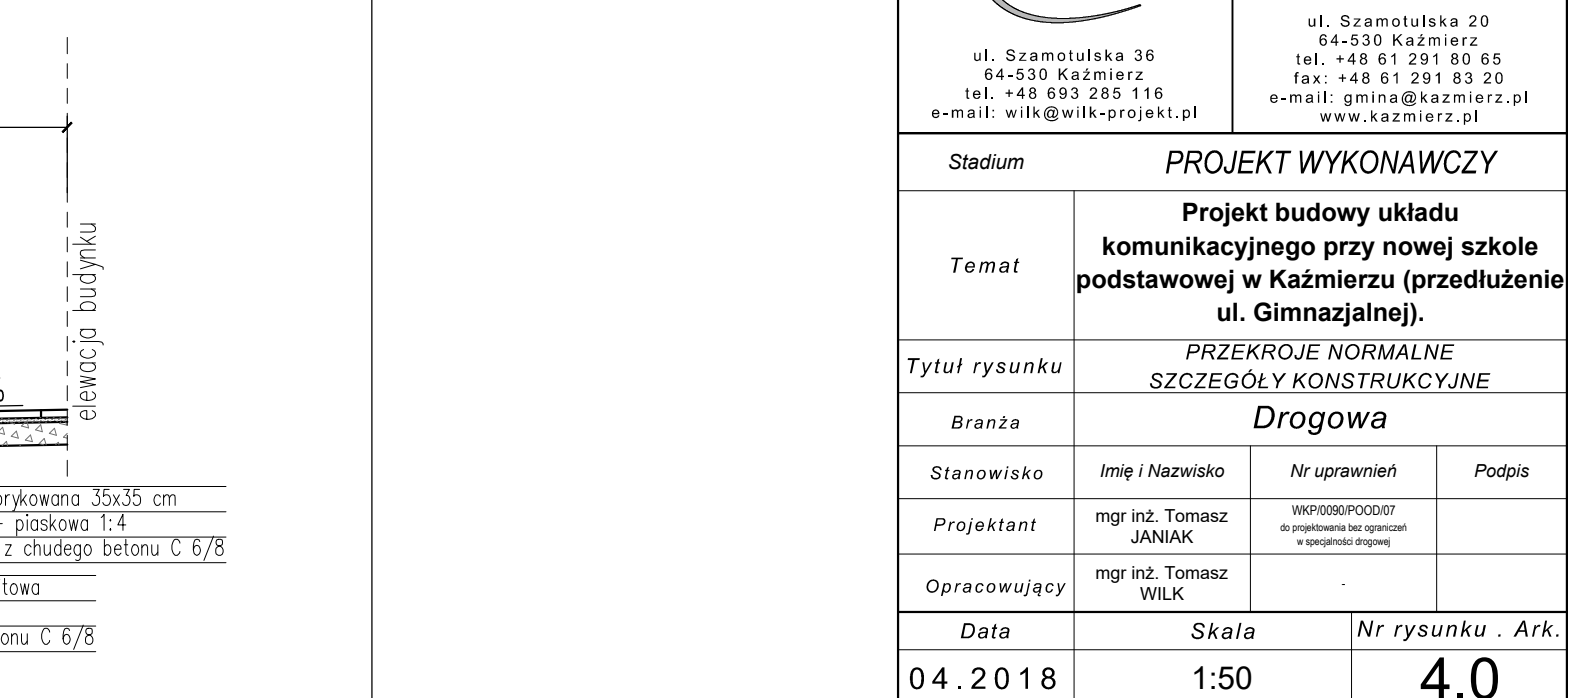 elewacja budynku
35x35 cm
piaskowa 1:4
z chudego betonu C 6/8
C 6/8
ul. Szamotulska 36
64-530 Kaźmierz
tel. +48 693 285 116
e-mail: wilk@wilk-projekt.pl
ul. Szamotulska 20
64-530 Kaźmierz
tel. +48 61 291 80 65
fax: +48 61 291 83 20
e-mail: gmina@kazmierz.pl
www.kazmierz.pl
Stadium
PROJEKT WYKONAWCZY
Temat
Projekt budowy układu
komunikacyjnego przy nowej szkole
podstawowej w Kaźmierzu (przedłużenie
ul. Gimnazjalnej).
Tytuł rysunku
PRZEKROJE NORMALNE
SZCZEGÓŁY KONSTRUKCYJNE
Branża
Drogowa
Stanowisko
Imię i Nazwisko
Nr uprawnień
Podpis
Projektant
mgr inż. Tomasz
JANIAK
WKP/0090/POOD/07
do projektowania bez ograniczeń
w specjalności drogowej
Opracowujący
mgr inż. Tomasz
WILK
-
Data
Skala
Nr rysunku . Ark.
04.2018
1:50
4.0